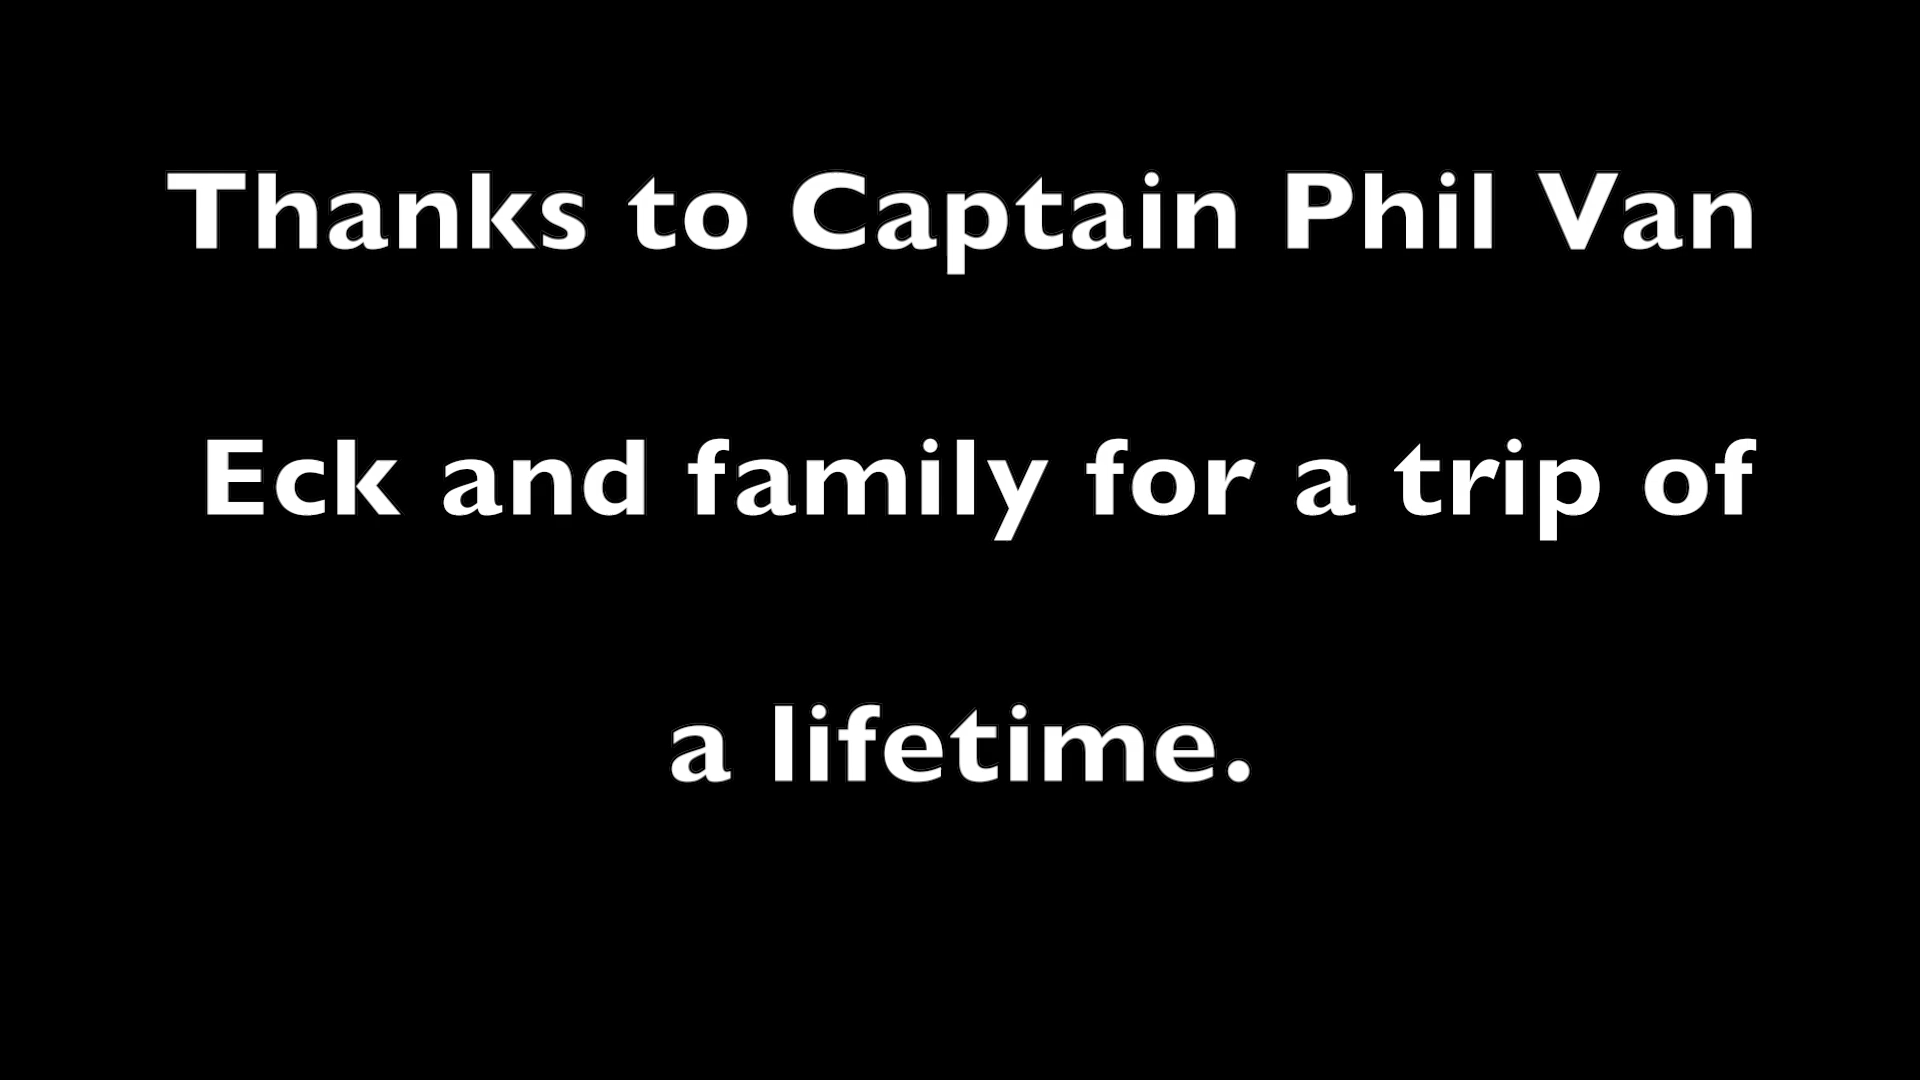 Thanks to Captain Phil Van
Eck and family for a trip of
a lifetime.